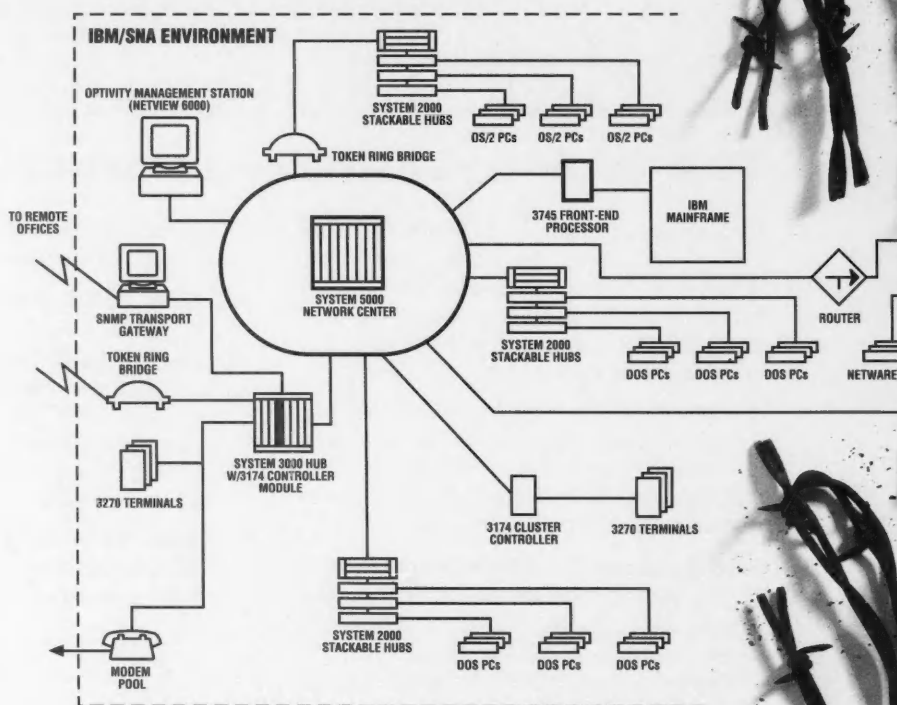 IBM/SNA ENVIRONMENT
OPTIVITY MANAGEMENT STATION
(NETVIEW 6000)
SYSTEM 2000
STACKABLE HUBS
OS/2 PCs
OS/2 PCs
OS/2 PCs
TOKEN RING BRIDGE
3745 FRONT-END
PROCESSOR
IBM
MAINFRAME
TO REMOTE
OFFICES
SYSTEM 5000
NETWORK CENTER
SNMP TRANSPORT
GATEWAY
ROUTER
SYSTEM 2000
STACKABLE HUBS
DOS PCs
DOS PCs
DOS PCs
NETWARE
TOKEN RING
BRIDGE
SYSTEM 3000 HUB
W/3174 CONTROLLER
MODULE
3270 TERMINALS
3174 CLUSTER
CONTROLLER
3270 TERMINALS
SYSTEM 2000
STACKABLE HUBS
DOS PCs
DOS PCs
DOS PCs
MODEM
POOL